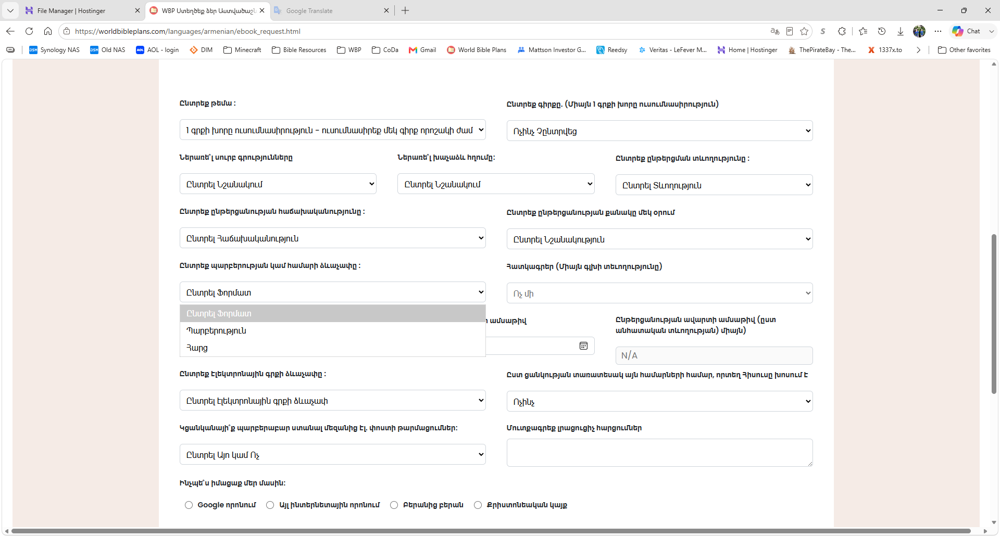 File Manager | Hostinger
WBP Ստեղծեք ձեր Աստվածաշն
Google Translate
https://worldbibleplans.com/languages/armenian/ebook_request.html
Chat
Synology NAS
Old NAS
AOL - login
DIM
Minecraft
Bible Resources
WBP
CoDa
Gmail
World Bible Plans
Mattson Investor G...
Reedsy
Veritas - LeFever M...
Home | Hostinger
ThePirateBay - The...
1337x.to
Other favorites
Ընտրեք թեմա :
Ընտրեք գիրքը. (Միայն 1 գրքի խորը ուսումնասիրություն)
1 գրքի խորը ուսումնասիրություն – ուսումնասիրեք մեկ գիրք որոշակի ժամ
Ոչինչ Չընտրվեց
Ներառե՞լ սուրբ գրությունները
Ներառե՞լ խաչաձև հղումը:
Ընտրեք ընթերցման տևողությունը :
Ընտրել Նշանակում
Ընտրել Նշանակում
Ընտրել Տևողություն
Ընտրեք ընթերցանության հաճախականությունը :
Ընտրեք ընթերցանության քանակը մեկ օրում
Ընտրել Հաճախականություն
Ընտրել Նշանակություն
Ընտրեք պարբերության կամ համարի ձևաչափը :
Հատկագրեր (Միայն գլխի տեւողությունը)
Ընտրել Ֆորմատ
Ոչ մի
Ընտրել Ֆորմատ
Պարբերություն
Հարց
ամսաթիվ
Ընթերցանության ավարտի ամսաթիվ (ըստ
անհատական տևողության) միայն)
N/A
Ընտրեք էլեկտրոնային գրքի ձևաչափը :
Ըստ ցանկության տառատեսակ այն համարների համար, որտեղ Հիսուսը խոսում է
Ընտրել էլեկտրոնային գրքի ձևաչափ
Ոչինչ
Կցանկանայի՞ք պարբերաբար ստանալ մեզանից էլ. փոստի թարմացումներ:
Մուտքագրեք լրացուցիչ հարցումներ
Ընտրել Այո կամ Ոչ
Ինչպե՞ս իմացաք մեր մասին:
Google որոնում
Այլ ինտերնետային որոնում
Բերանից բերան
Քրիստոնեական կայք